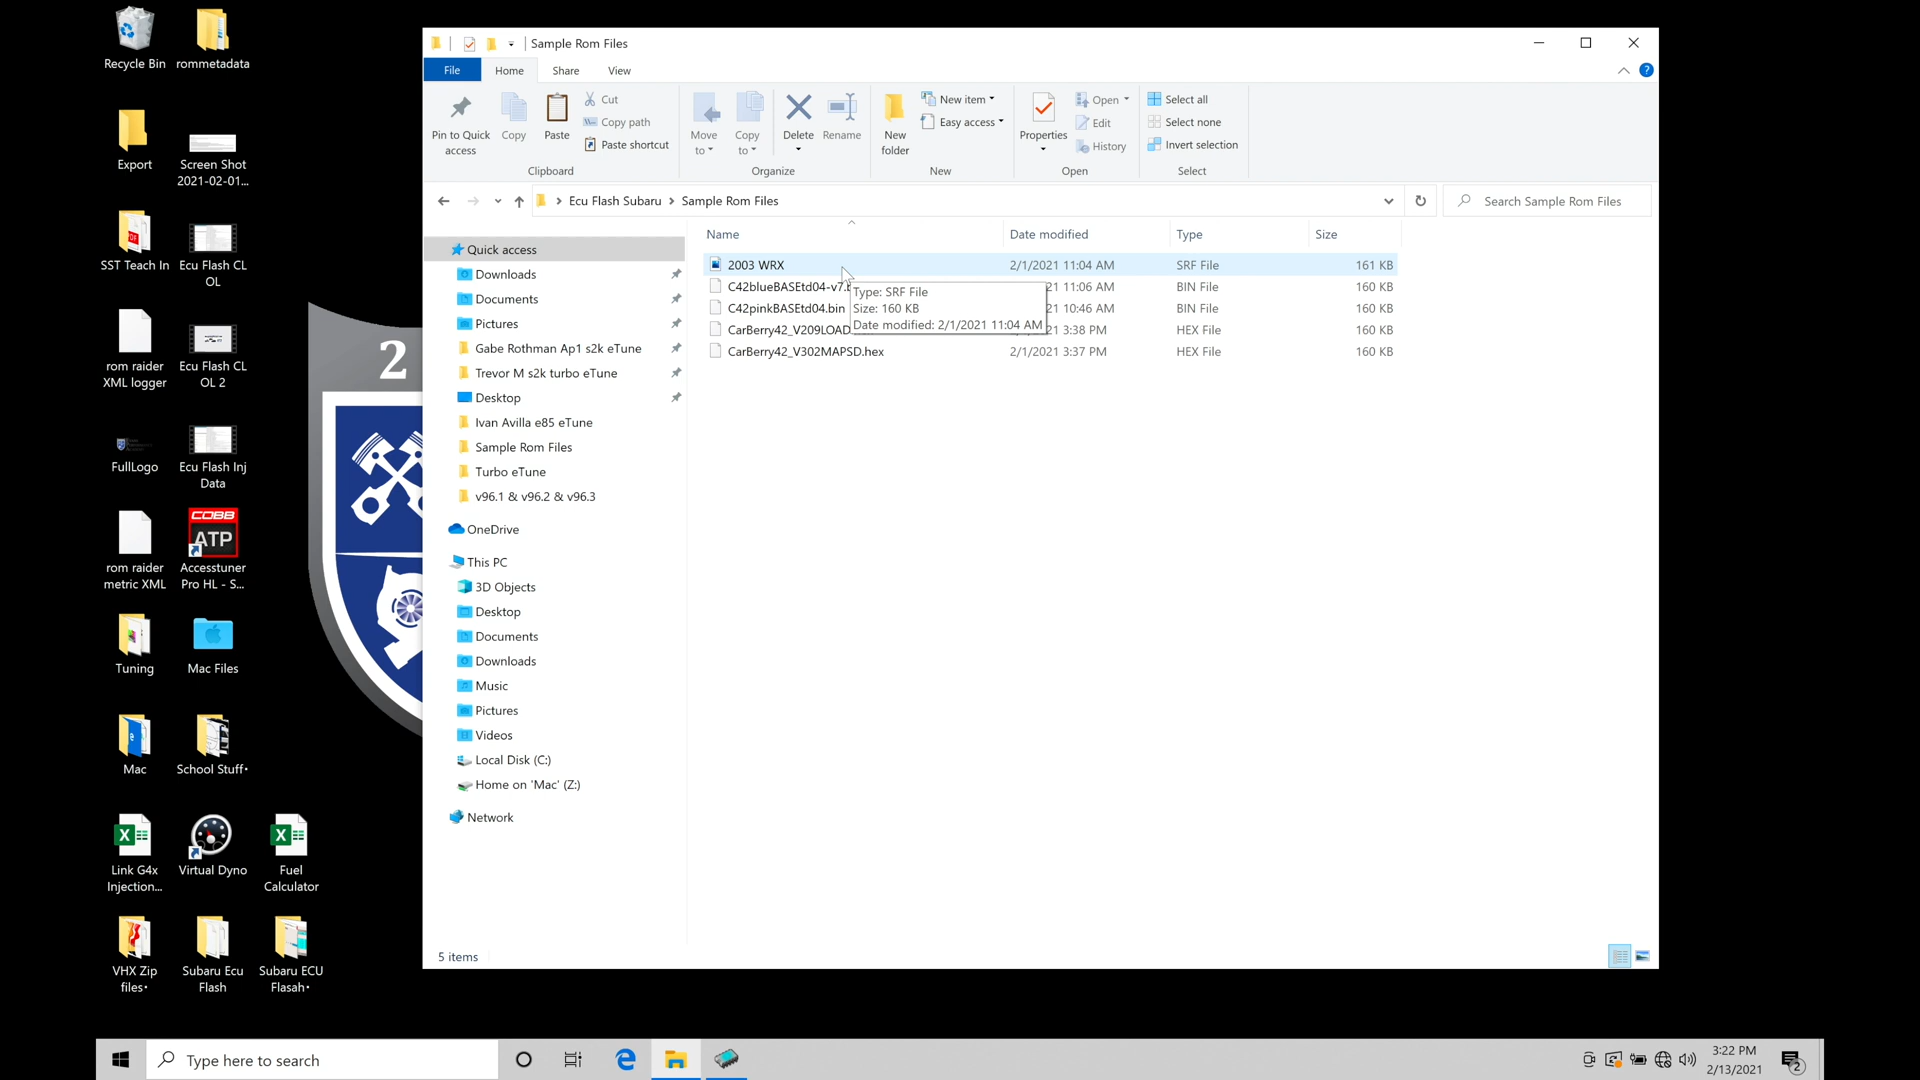 Recycle Bin
rommetadata
Export
Screen Shot
2021-02-01...
SST Teach In
Ecu Flash CL
OL
rom raider
XML logger
Ecu Flash CL
OL 2
FullLogo
Ecu Flash Inj
Data
rom raider
metric XML
COBB
ATP
Accesstuner
Pro HL - S...
Tuning
Mac Files
Mac
School Stuff•
Link G4x
Injection...
Virtual Dyno
Fuel
Calculator
VHX Zip
files•
Subaru Ecu
Flash
Subaru ECU
Flasah•
2
Sample Rom Files
File
Home
Share
View
Pin to Quick
access
Copy
Paste
Cut
Copy path
Paste shortcut
Clipboard
Move
to
Copy
to
Delete
Rename
Organize
New
folder
New item
Easy access
New
Properties
Open
Edit
History
Open
Select all
Select none
Invert selection
Select
Ecu Flash Subaru > Sample Rom Files
Search Sample Rom Files
Quick access
Downloads
Documents
Pictures
Gabe Rothman Ap1 s2k eTune
Trevor M s2k turbo eTune
Desktop
Ivan Avilla e85 eTune
Sample Rom Files
Turbo eTune
v96.1 & v96.2 & v96.3
OneDrive
This PC
3D Objects
Desktop
Documents
Downloads
Music
Pictures
Videos
Local Disk (C:)
Home on 'Mac' (Z:)
Network
Name Date modified Type Size
2003 WRX 2/1/2021 11:04 AM SRF File 161 KB
C42blueBASEtd04-v7.b 11:06 AM BIN File 160 KB
C42pinkBASEtd04.bin 10:46 AM BIN File 160 KB
CarBerry42_V209LOAD 3:38 PM HEX File 160 KB
CarBerry42_V302MAPSD.hex 2/1/2021 3:37 PM HEX File 160 KB
Type: SRF File
Size: 160 KB
Date modified: 2/1/2021 11:04 AM
5 items
Type here to search
3:22 PM
2/13/2021
2